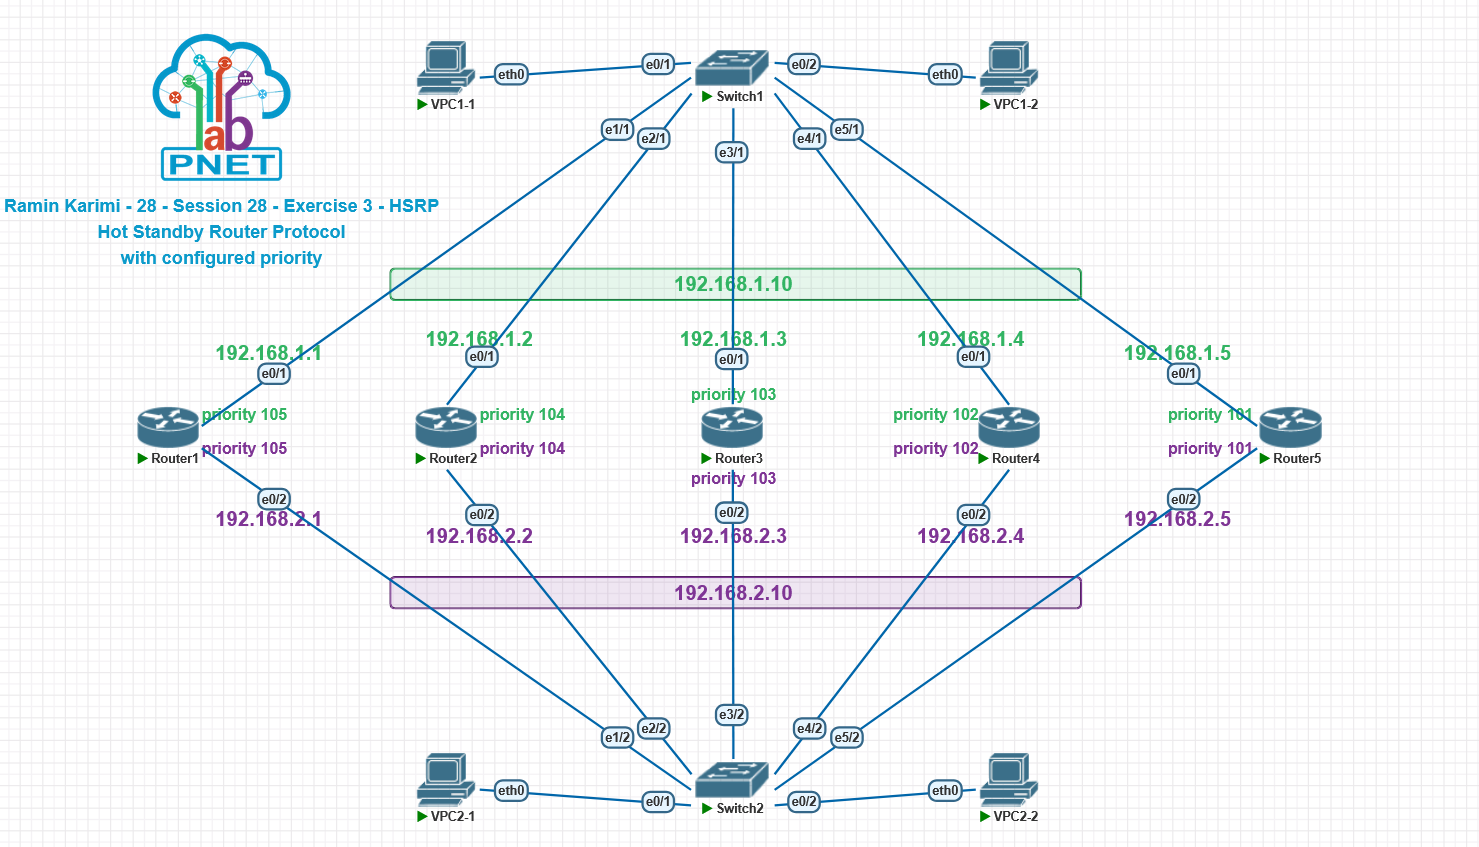 eth0
e0/1
e0/2
eth0
VPC1-1
Switch1
VPC1-2
e1/1
e2/1
e3/1
e4/1
e5/1
lab
PNET
Ramin Karimi - 28 - Session 28 - Exercise 3 - HSRP
Hot Standby Router Protocol
with configured priority
192.168.1.10
192.168.1.1
192.168.1.2
192.168.1.3
192.168.1.4
192.168.1.5
e0/1
e0/1
e0/1
e0/1
e0/1
priority 105
priority 104
priority 103
priority 102
priority 101
priority 105
priority 104
priority 102
priority 101
Router1
Router2
Router3
Router4
Router5
priority 103
e0/2
e0/2
e0/2
e0/2
e0/2
192.168.2.1
192.168.2.2
192.168.2.3
192.168.2.4
192.168.2.5
192.168.2.10
e1/2
e2/2
e3/2
e4/2
e5/2
eth0
e0/1
e0/2
eth0
VPC2-1
Switch2
VPC2-2